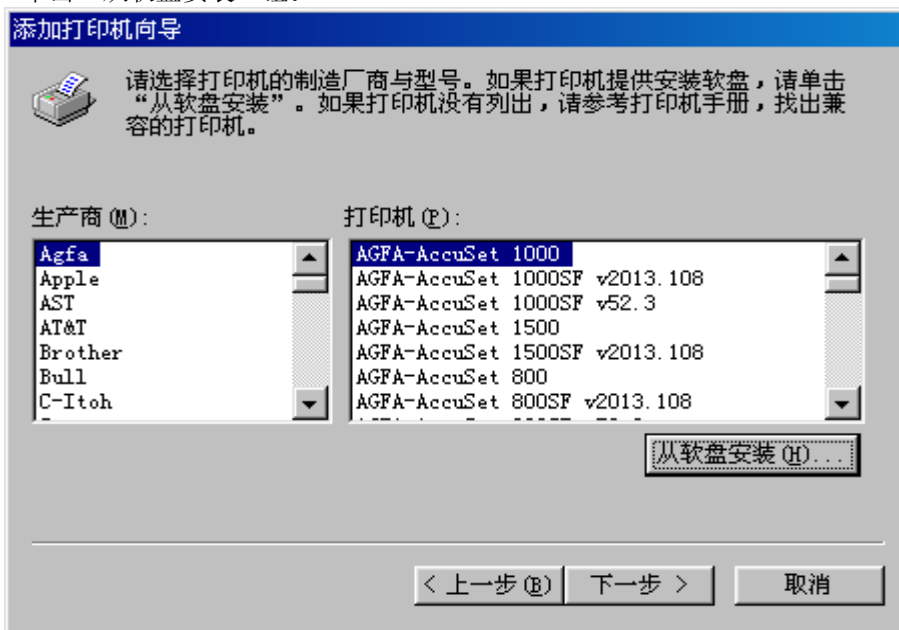 添加打印机向导
请选择打印机的制造厂商与型号。如果打印机提供安装软盘，请单击
“从软盘安装”。如果打印机没有列出，请参考打印机手册，找出兼
容的打印机。
生产商(M):
打印机(P):
Agfa
Apple
AST
AT&T
Brother
Bull
C-Itoh
AGFA-AccuSet 1000
AGFA-AccuSet 1000SF v2013.108
AGFA-AccuSet 1000SF v52.3
AGFA-AccuSet 1500
AGFA-AccuSet 1500SF v2013.108
AGFA-AccuSet 800
AGFA-AccuSet 800SF v2013.108
从软盘安装(H)...
< 上一步(B)
下一步 >
取消